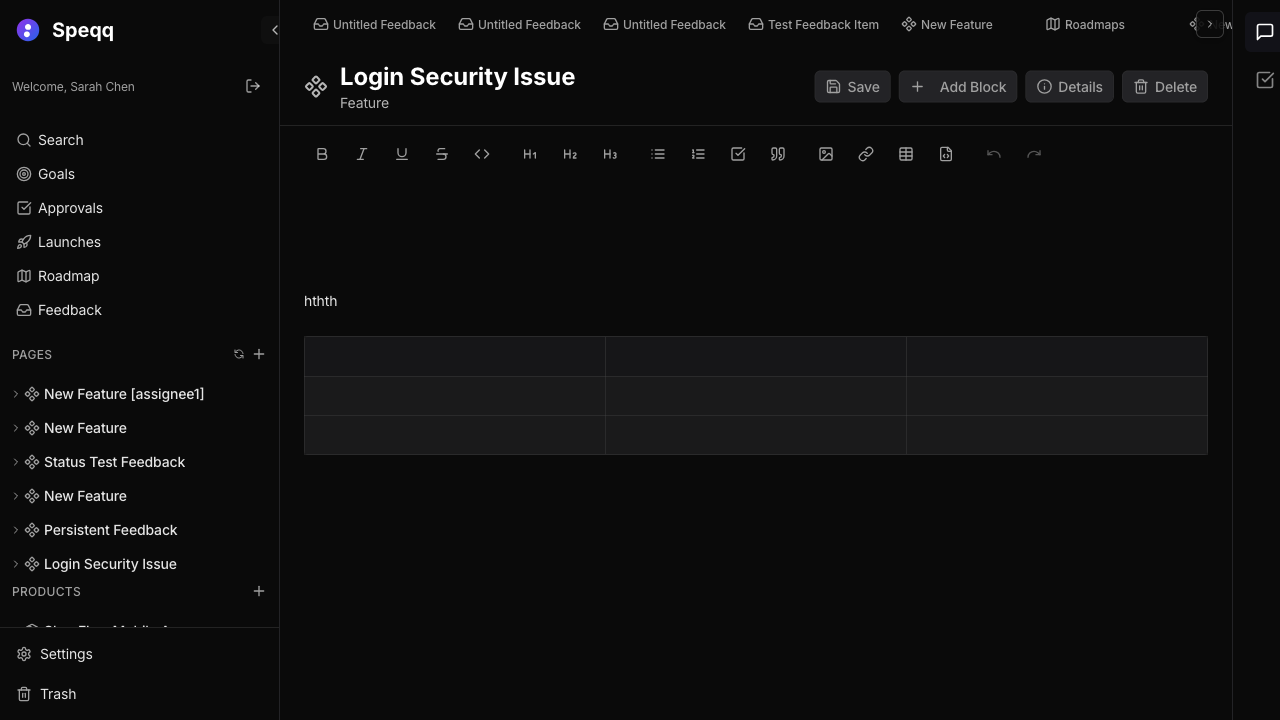 Speqq
Welcome, Sarah Chen
Search
Goals
Approvals
Launches
Roadmap
Feedback
PAGES
New Feature [assignee1]
New Feature
Status Test Feedback
New Feature
Persistent Feedback
Login Security Issue
PRODUCTS
Settings
Trash
Untitled Feedback
Untitled Feedback
Untitled Feedback
Test Feedback Item
New Feature
Roadmaps
Login Security Issue
Feature
Save
Add Block
Details
Delete
B I U S H1 H2 H3
hthth